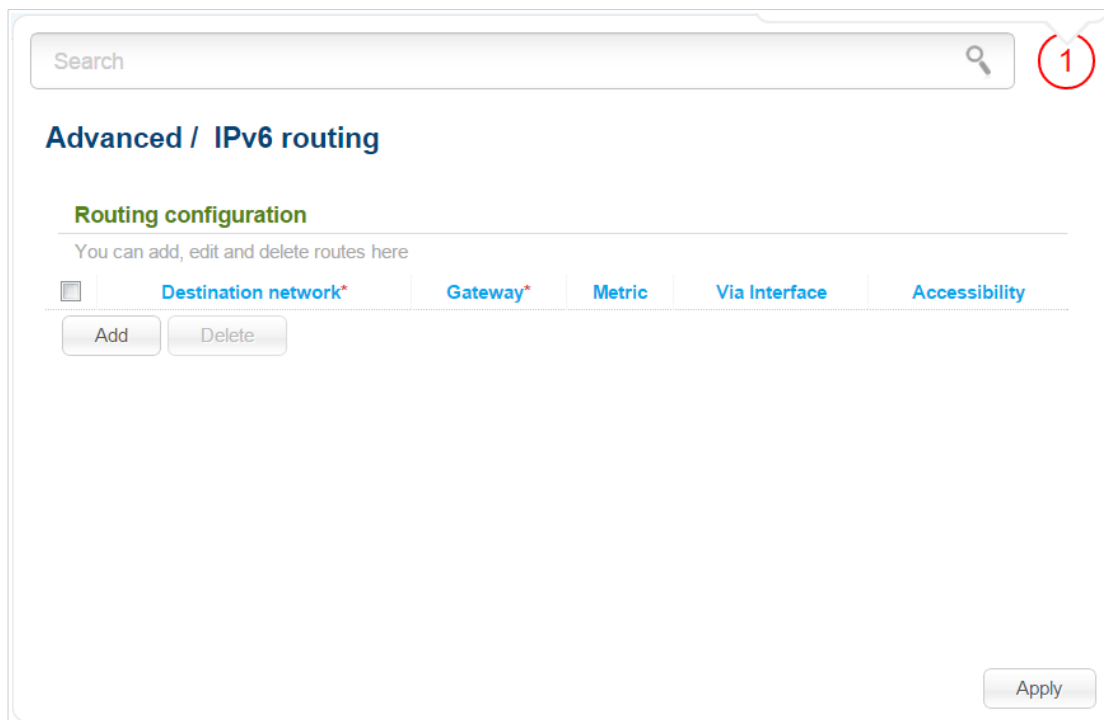 Search
1
Advanced / IPv6 routing
Routing configuration
You can add, edit and delete routes here
Destination network* Gateway* Metric Via Interface Accessibility
Add Delete
Apply